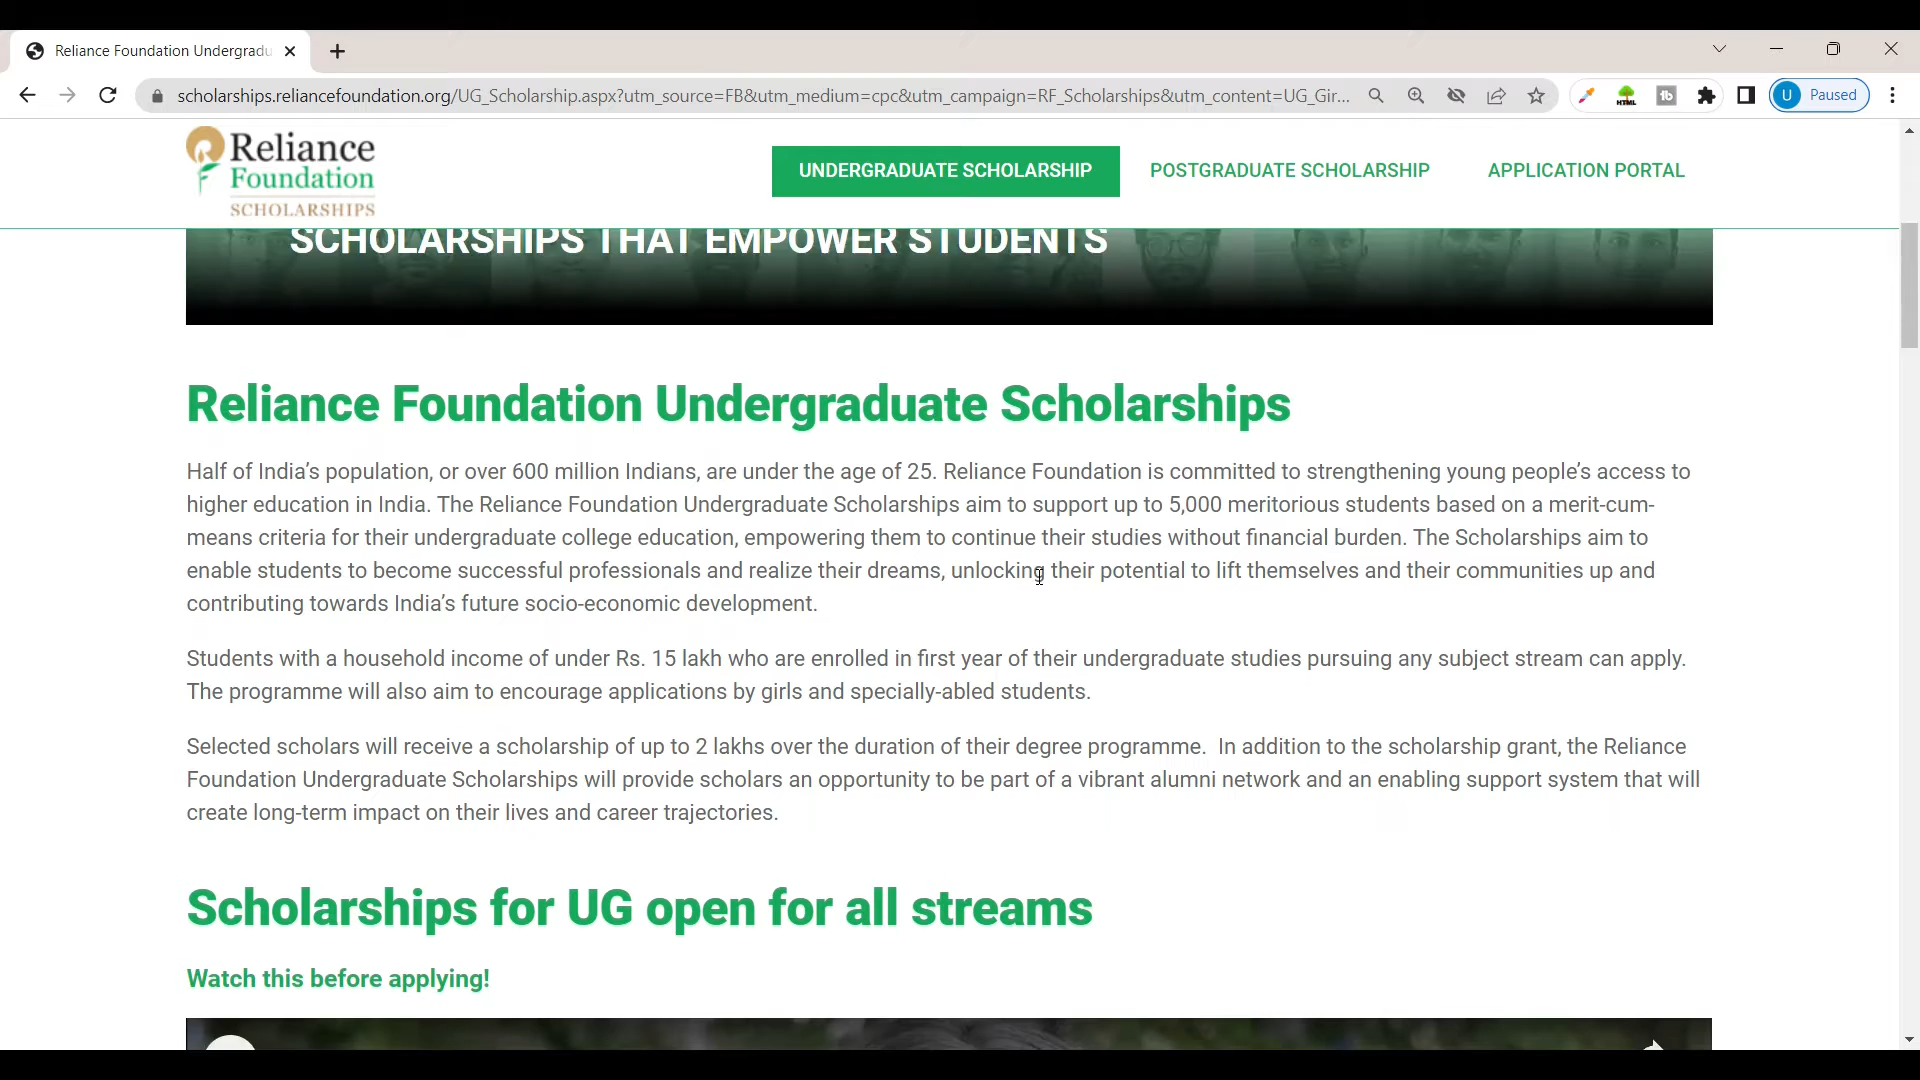 Reliance Foundation Undergradu
scholarships.reliancefoundation.org/UG_Scholarship.aspx?utm_source=FB&utm_medium=cpc&utm_campaign=RF_Scholarships&utm_content=UG_Gir...
HTML
tb
U
Paused
Reliance
Foundation
SCHOLARSHIPS
UNDERGRADUATE SCHOLARSHIP
POSTGRADUATE SCHOLARSHIP
APPLICATION PORTAL
SCHOLARSHIPS THAT EMPOWER STUDENTS
Reliance Foundation Undergraduate Scholarships
Half of India’s population, or over 600 million Indians, are under the age of 25. Reliance Foundation is committed to strengthening young people’s access to
higher education in India. The Reliance Foundation Undergraduate Scholarships aim to support up to 5,000 meritorious students based on a merit-cum-
means criteria for their undergraduate college education, empowering them to continue their studies without financial burden. The Scholarships aim to
enable students to become successful professionals and realize their dreams, unlocking their potential to lift themselves and their communities up and
contributing towards India’s future socio-economic development.
Students with a household income of under Rs. 15 lakh who are enrolled in first year of their undergraduate studies pursuing any subject stream can apply.
The programme will also aim to encourage applications by girls and specially-abled students.
Selected scholars will receive a scholarship of up to 2 lakhs over the duration of their degree programme. In addition to the scholarship grant, the Reliance
Foundation Undergraduate Scholarships will provide scholars an opportunity to be part of a vibrant alumni network and an enabling support system that will
create long-term impact on their lives and career trajectories.
Scholarships for UG open for all streams
Watch this before applying!